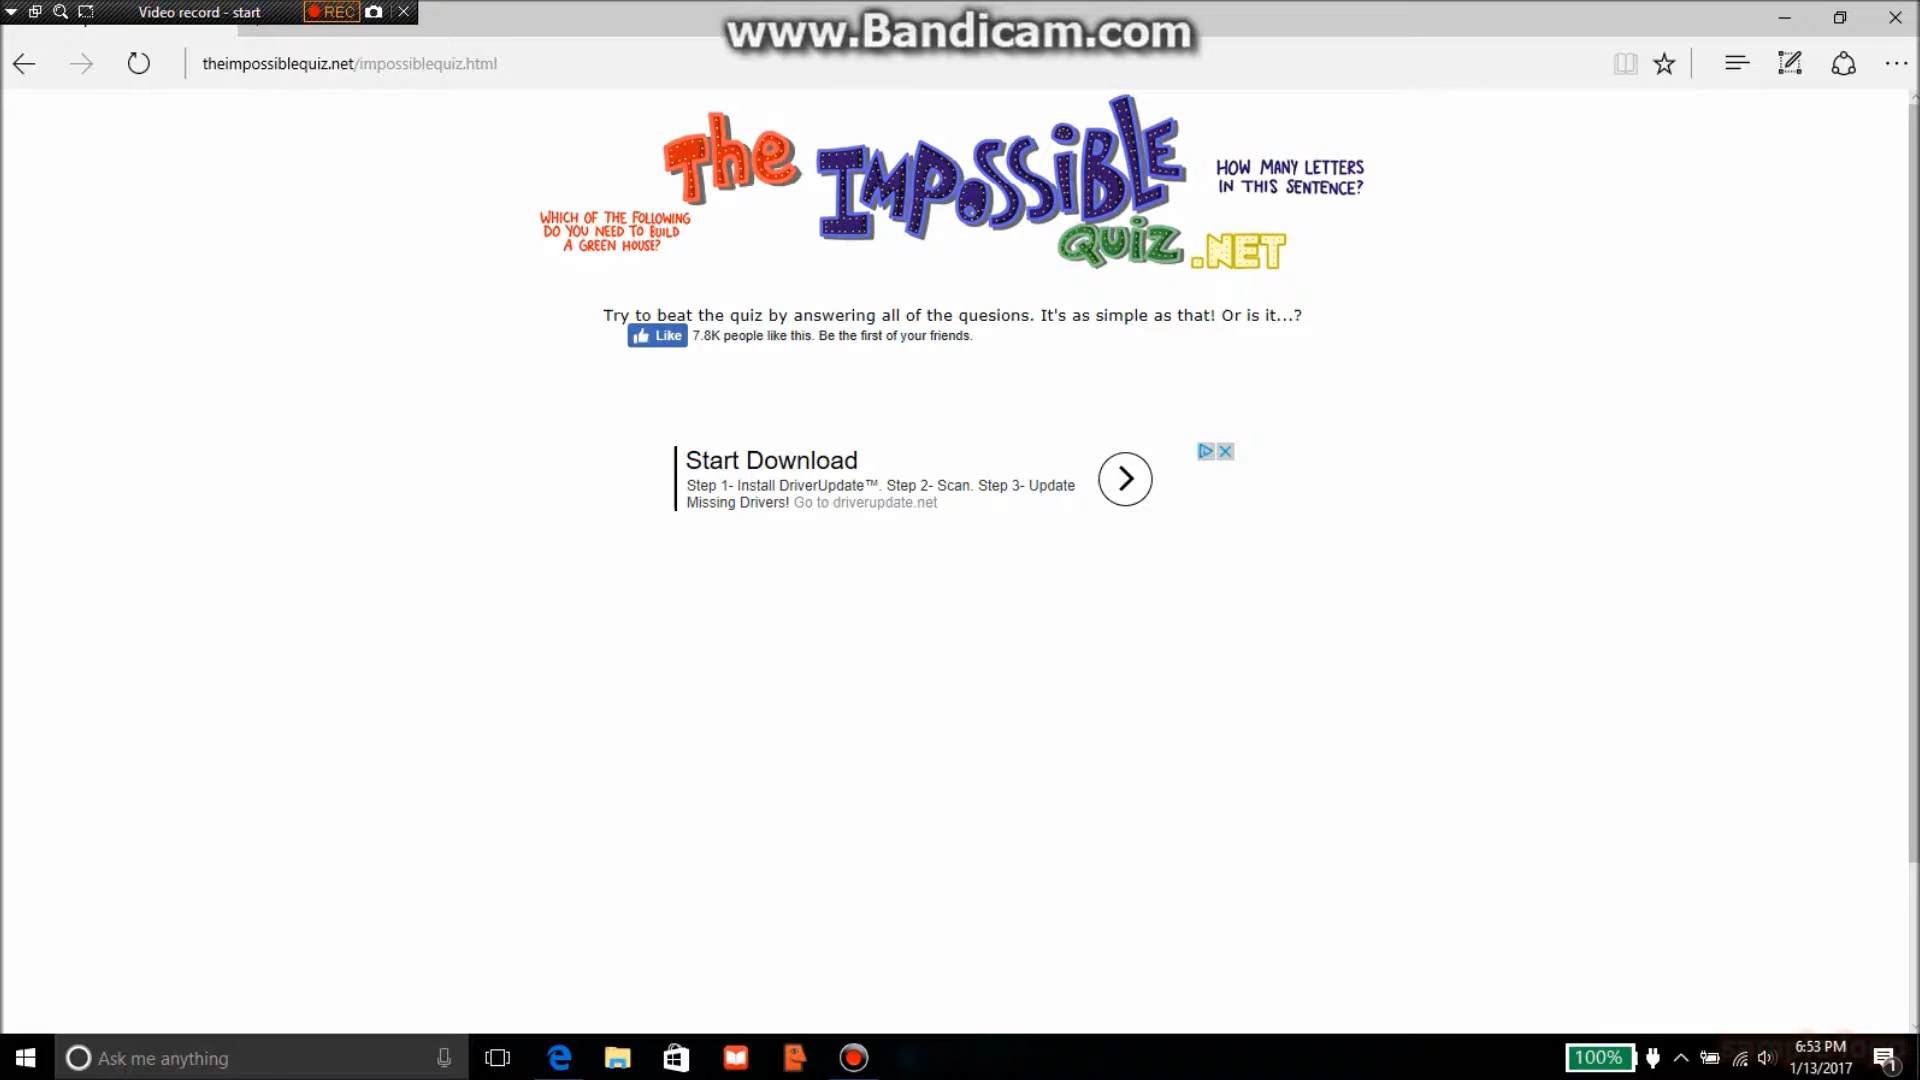 Video record - start
REC
www.Bandicam.com
theimpossiblequiz.net/impossiblequiz.html
The IMPOSSIBLE QUIZ .NET
HOW MANY LETTERS
IN THIS SENTENCE?
WHICH OF THE FOLLOWING
DO YOU NEED TO BUILD
A GREEN HOUSE?
Try to beat the quiz by answering all of the quesions. It's as simple as that! Or is it...?
Like 7.8K people like this. Be the first of your friends.
Start Download
Step 1- Install DriverUpdate™. Step 2- Scan. Step 3- Update
Missing Drivers! Go to driverupdate.net
Ask me anything
100%
6:53 PM
1/13/2017
1